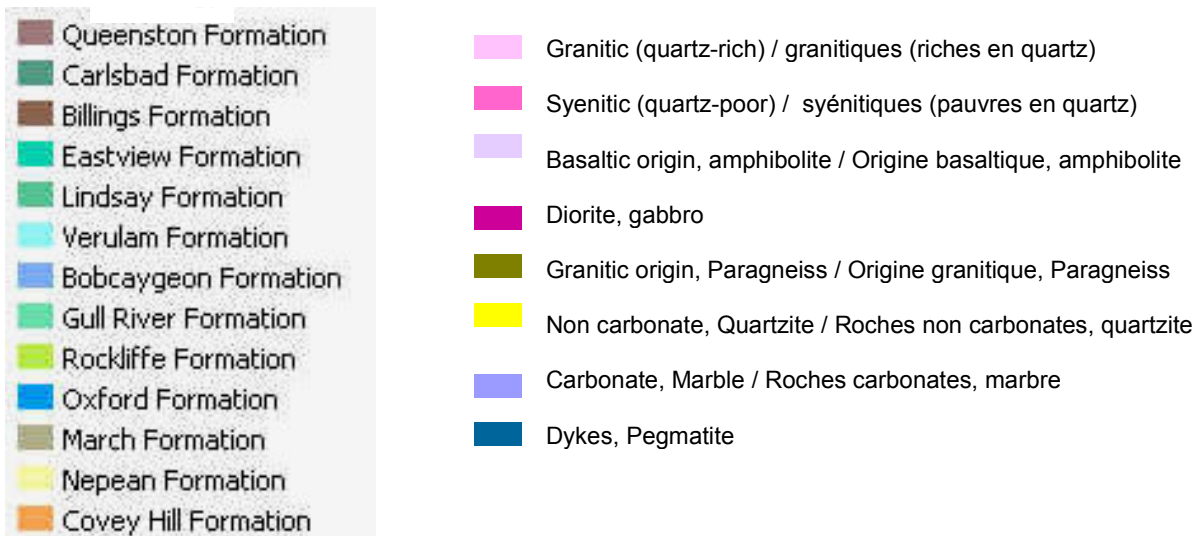 Queenston Formation
Carlsbad Formation
Billings Formation
Eastview Formation
Lindsay Formation
Verulam Formation
Bobcaygeon Formation
Gull River Formation
Rockliffe Formation
Oxford Formation
March Formation
Nepean Formation
Covey Hill Formation
Granitic (quartz-rich) / granitiques (riches en quartz)
Syenitic (quartz-poor) / syénitiques (pauvres en quartz)
Basaltic origin, amphibolite / Origine basaltique, amphibolite
Diorite, gabbro
Granitic origin, Paragneiss / Origine granitique, Paragneiss
Non carbonate, Quartzite / Roches non carbonates, quartzite
Carbonate, Marble / Roches carbonates, marbre
Dykes, Pegmatite